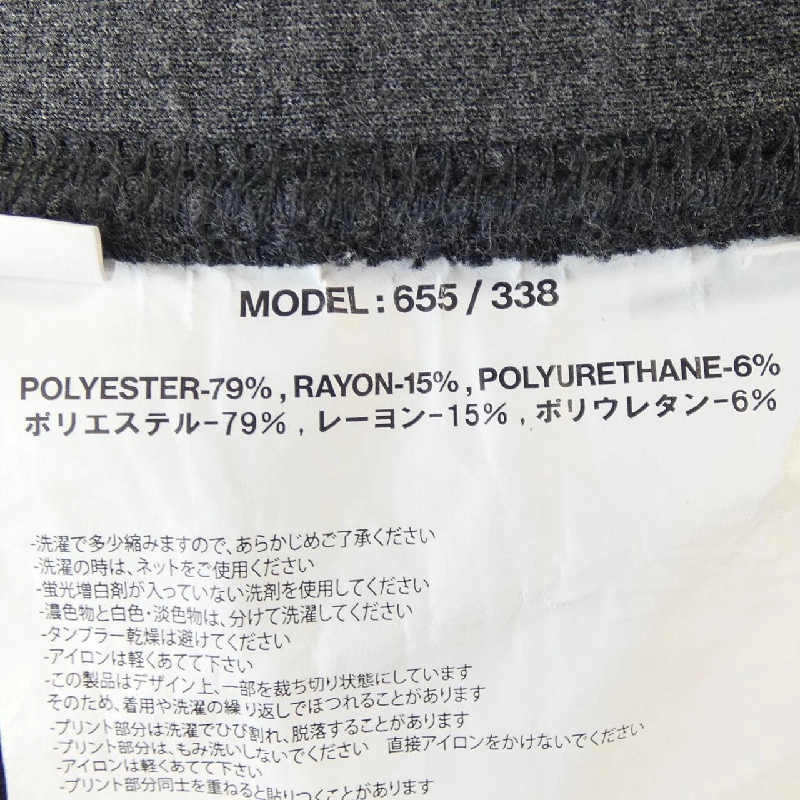 MODEL : 655 / 338
POLYESTER-79% , RAYON-15% , POLYURETHANE-6%
ポリエステル-79% , レーヨン-15% , ポリウレタン-6%
-洗濯で多少縮みますので、あらかじめご了承ください
-洗濯の時は、ネットをご使用ください
-蛍光増白剤が入っていない洗剤を使用してください
-濃色物と白色・淡色物は、分けて洗濯してください
-タンブラー乾燥は避けてください
-アイロンは軽くあてて下さい
-この製品はデザイン上、一部を裁ち切り状態にしています
そのため、着用や洗濯の繰り返しでほつれることがあります
-プリント部分は洗濯でひび割れ、脱落することがあります
-プリント部分は、もみ洗いしないでください　直接アイロンをかけないでください
-アイロンは軽くあてて下さい
-プリント部分同士を重ねると貼りつくことがあります